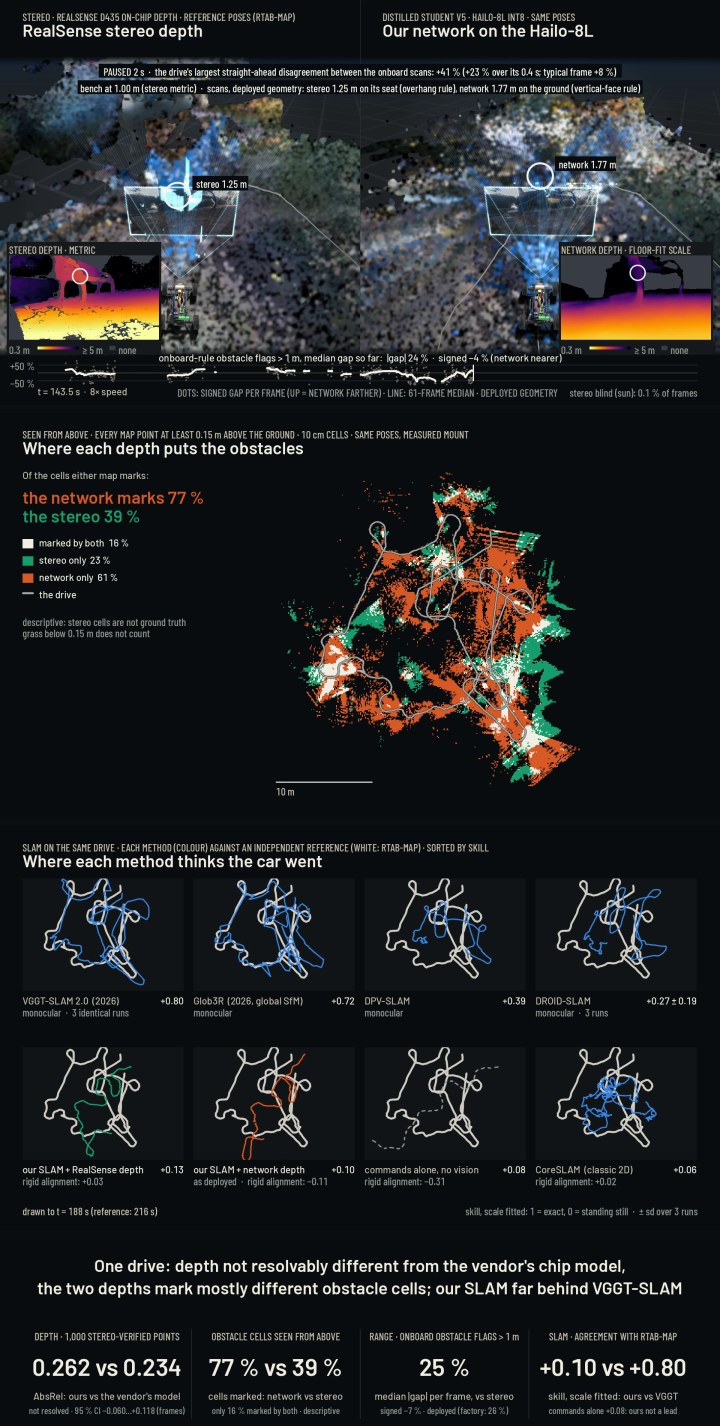 STEREO · REALSENSE D435 ON-CHIP DEPTH · REFERENCE POSES (RTAB-MAP)
RealSense stereo depth
DISTILLED STUDENT V5 · HAILO-8L INT8 · SAME POSES
Our network on the Hailo-8L
PAUSED 2 s · the drive's largest straight-ahead disagreement between the onboard scans: +41 % (+23 % over its 0.4 s; typical frame +8 %)
bench at 1.00 m (stereo metric) · scans, deployed geometry: stereo 1.25 m on its seat (overhang rule), network 1.77 m on the ground (vertical-face rule)
stereo 1.25 m
network 1.77 m
STEREO DEPTH · METRIC
NETWORK DEPTH · FLOOR-FIT SCALE
0.3 m ≥ 5 m none
0.3 m ≥ 5 m none
onboard-rule obstacle flags > 1 m, median gap so far: |gap| 24 % · signed −4 % (network nearer)
+50 %
−50 %
t = 143.5 s · 8× speed
DOTS: SIGNED GAP PER FRAME (UP = NETWORK FARTHER) · LINE: 61-FRAME MEDIAN · DEPLOYED GEOMETRY
stereo blind (sun): 0.1 % of frames
SEEN FROM ABOVE · EVERY MAP POINT AT LEAST 0.15 m ABOVE THE GROUND · 10 cm CELLS · SAME POSES, MEASURED MOUNT
Where each depth puts the obstacles
Of the cells either map marks:
the network marks 77 %
the stereo 39 %
marked by both 16 %
stereo only 23 %
network only 61 %
the drive
descriptive: stereo cells are not ground truth
grass below 0.15 m does not count
10 m
SLAM ON THE SAME DRIVE · EACH METHOD (COLOUR) AGAINST AN INDEPENDENT REFERENCE (WHITE: RTAB-MAP) · SORTED BY SKILL
Where each method thinks the car went
VGGT-SLAM 2.0 (2026) +0.80
monocular · 3 identical runs
Glob3R (2026, global SfM) +0.72
monocular
DPV-SLAM +0.39
monocular
DROID-SLAM +0.27 ± 0.19
monocular · 3 runs
our SLAM + RealSense depth +0.13
rigid alignment: +0.03
our SLAM + network depth +0.10
as deployed · rigid alignment: −0.11
commands alone, no vision +0.08
rigid alignment: −0.31
CoreSLAM (classic 2D) +0.06
rigid alignment: +0.02
drawn to t = 188 s (reference: 216 s)
skill, scale fitted: 1 = exact, 0 = standing still · ± sd over 3 runs
One drive: depth not resolvably different from the vendor's chip model,
the two depths mark mostly different obstacle cells; our SLAM far behind VGGT-SLAM
DEPTH · 1,000 STEREO-VERIFIED POINTS
0.262 vs 0.234
AbsRel: ours vs the vendor's model
not resolved · 95 % CI −0.060…+0.118 (frames)
OBSTACLE CELLS SEEN FROM ABOVE
77 % vs 39 %
cells marked: network vs stereo
only 16 % marked by both · descriptive
RANGE · ONBOARD OBSTACLE FLAGS > 1 m
25 %
median |gap| per frame, vs stereo
signed −7 % · deployed (factory: 26 %)
SLAM · AGREEMENT WITH RTAB-MAP
+0.10 vs +0.80
skill, scale fitted: ours vs VGGT
commands alone +0.08: ours not a lead